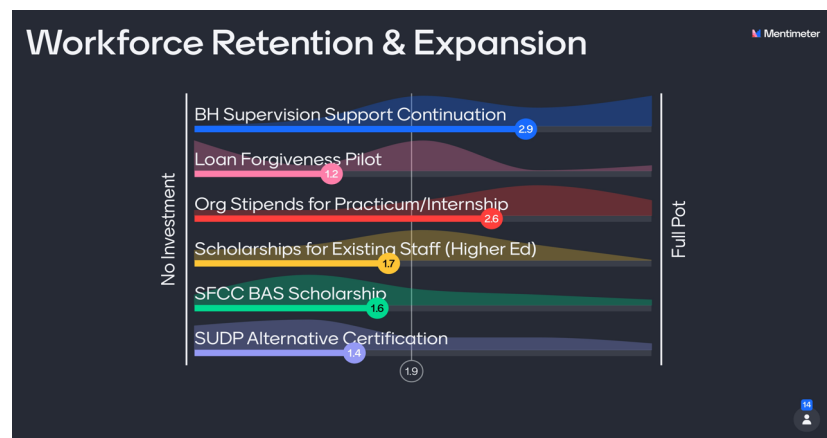 Workforce Retention & Expansion
Mentimeter
BH Supervision Support Continuation
2.9
Loan Forgiveness Pilot
1.2
Org Stipends for Practicum/Internship
2.6
Scholarships for Existing Staff (Higher Ed)
1.7
SFCC BAS Scholarship
1.6
SUDP Alternative Certification
1.4
1.9
No Investment
Full Pot
14